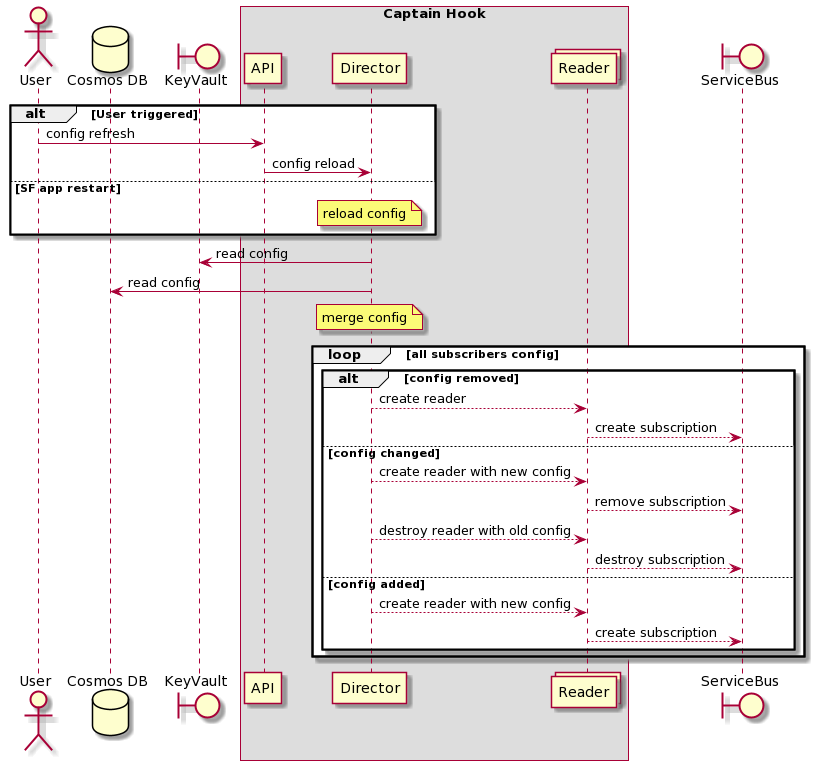 Captain Hook
User
Cosmos DB
KeyVault
API
Director
Reader
ServiceBus
alt
[User triggered]
config refresh
config reload
[SF app restart]
reload config
read config
read config
merge config
loop
[all subscribers config]
alt
[config removed]
create reader
create subscription
[config changed]
create reader with new config
remove subscription
destroy reader with old config
destroy subscription
[config added]
create reader with new config
create subscription
User
Cosmos DB
KeyVault
API
Director
Reader
ServiceBus